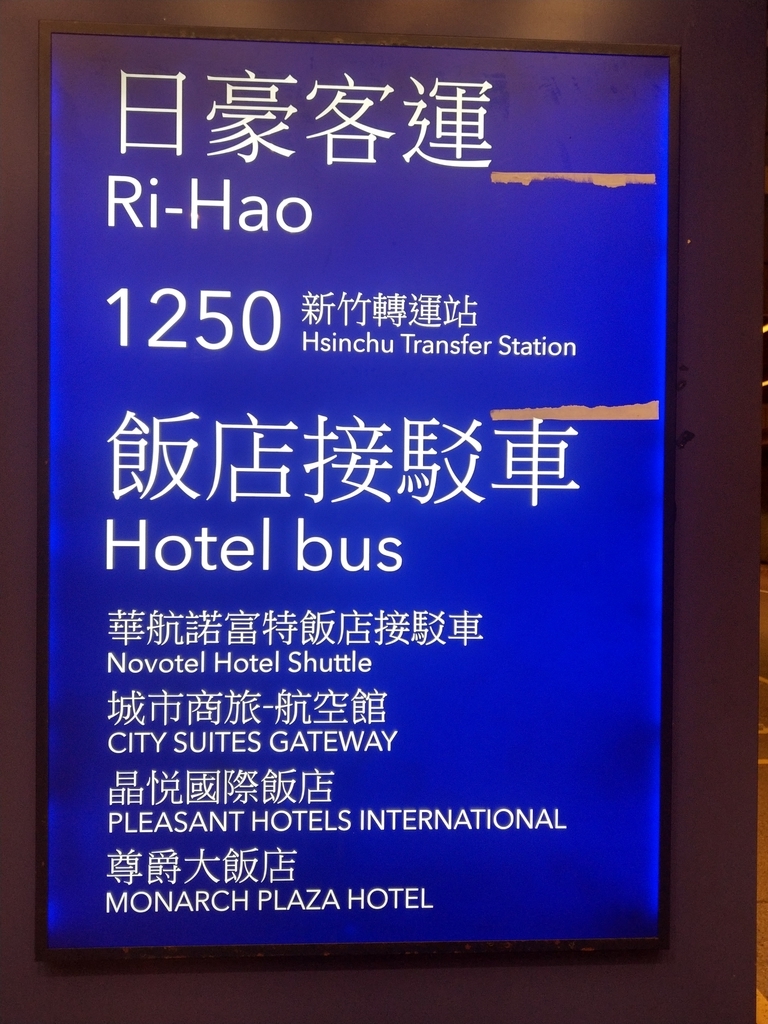 日豪客運
Ri-Hao
1250 新竹轉運站
Hsinchu Transfer Station
飯店接駁車
Hotel bus
華航諾富特飯店接駁車
Novotel Hotel Shuttle
城市商旅-航空館
CITY SUITES GATEWAY
晶悦國際飯店
PLEASANT HOTELS INTERNATIONAL
尊爵大飯店
MONARCH PLAZA HOTEL